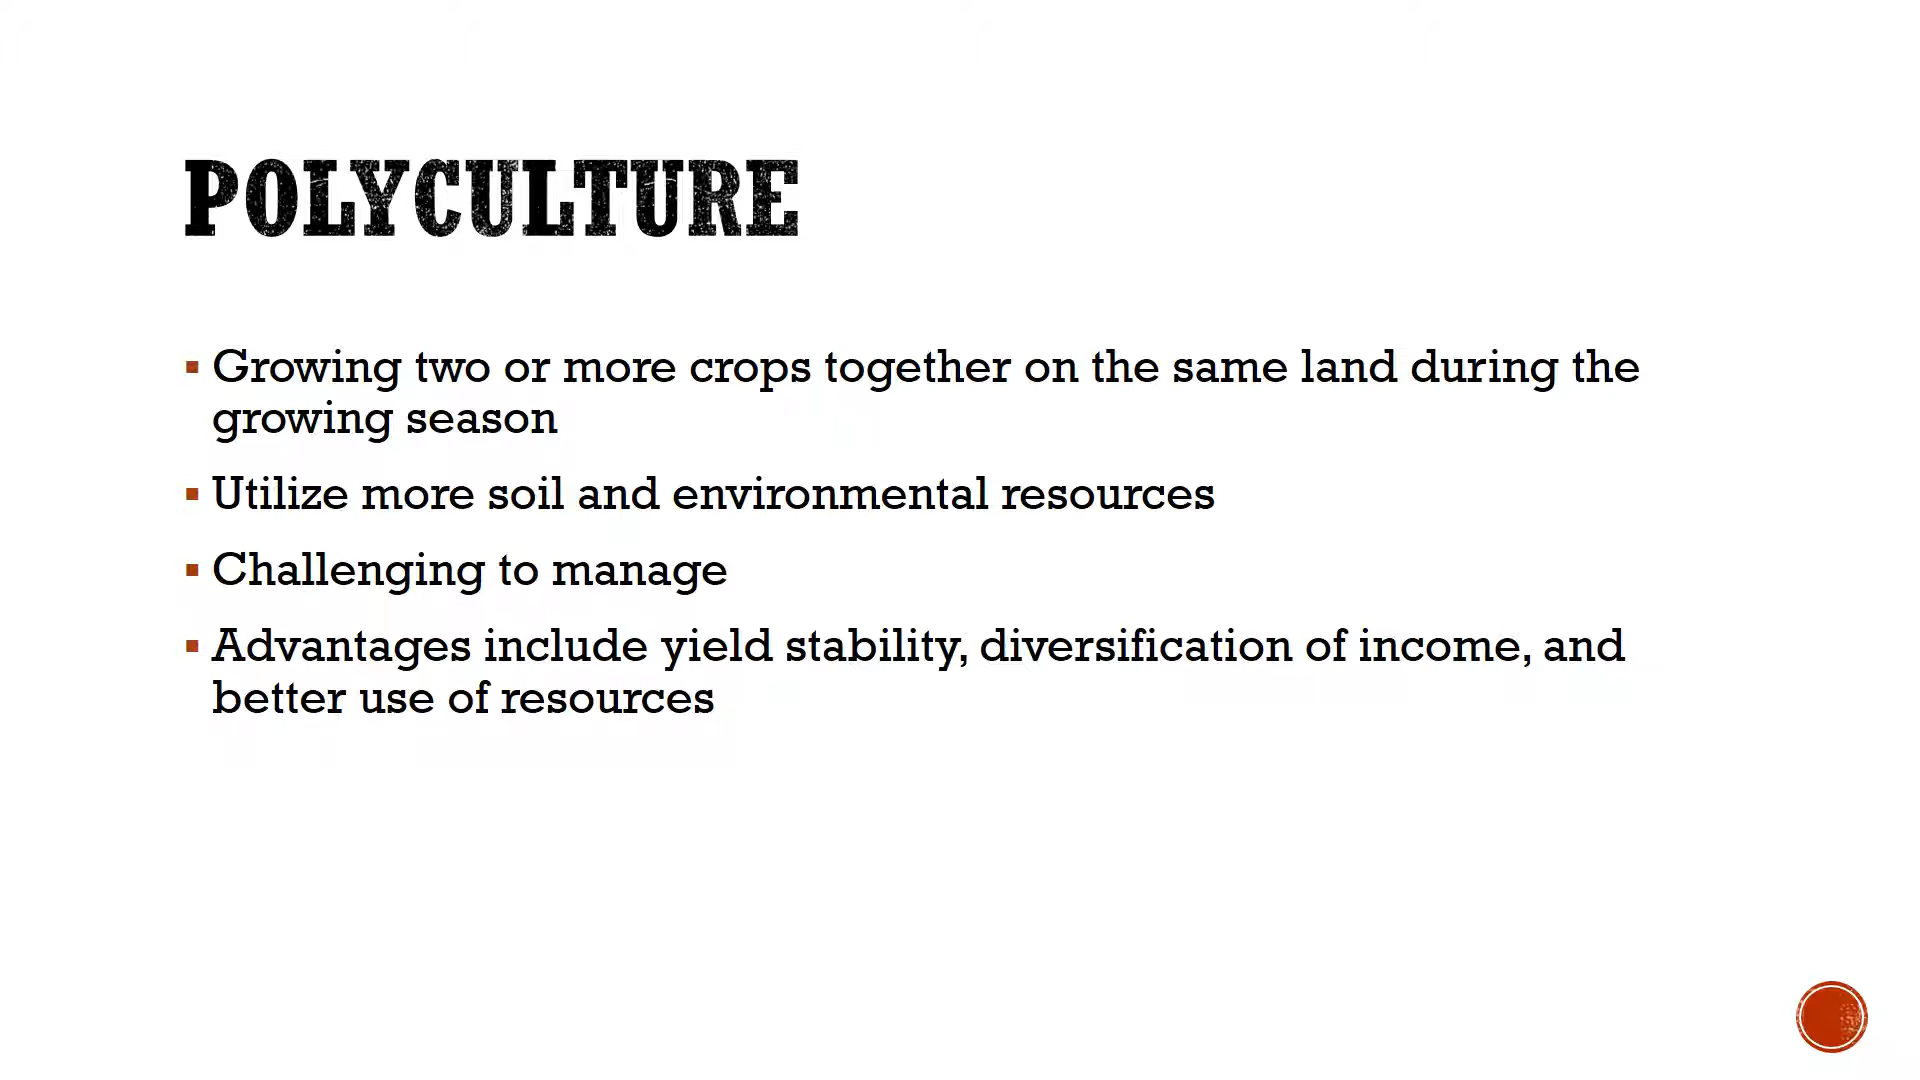 POLYCULTURE
▪ Growing two or more crops together on the same land during the
growing season
▪ Utilize more soil and environmental resources
▪ Challenging to manage
▪ Advantages include yield stability, diversification of income, and
better use of resources